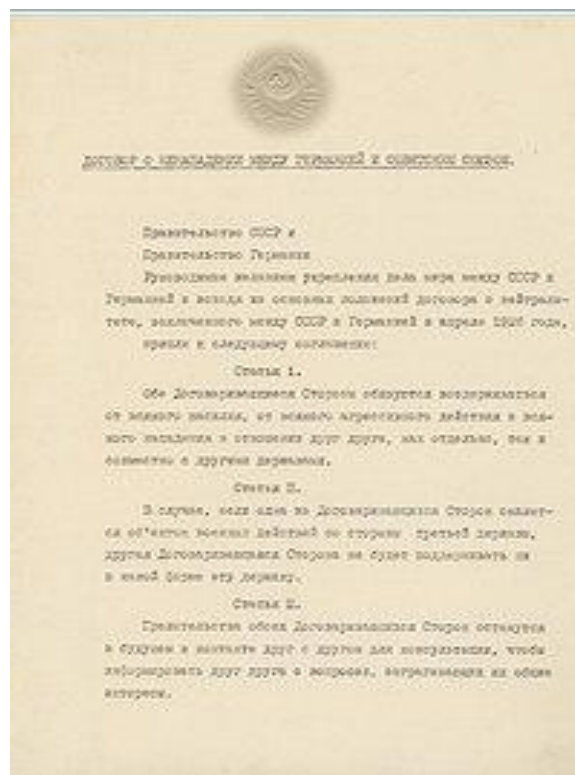 ДОГОВОР О НЕНАПАДЕНИИ МЕЖДУ ГЕРМАНИЕЙ И СОВЕТСКИМ СОЮЗОМ.
Правительство СССР и
Правительство Германии
Руководимые желанием укрепления дела мира между СССР и
Германией и исходя из основных положений договора о нейтрали-
тете, заключенного между СССР и Германией в апреле 1926 года,
пришли к следующему соглашению:
Статья I.
Обе Договаривающиеся Стороны обязуются воздерживаться
от всякого насилия, от всякого агрессивного действия и вся-
кого нападения в отношении друг друга, как отдельно, так и
совместно с другими державами.
Статья II.
В случае, если одна из Договаривающихся Сторон окажет-
ся об'ектом военных действий со стороны третьей державы,
другая Договаривающаяся Сторона не будет поддерживать ни
в какой форме эту державу.
Статья III.
Правительства обеих Договаривающихся Сторон останутся
в будущем в контакте друг с другом для консультации, чтобы
информировать друг друга о вопросах, затрагивающих их общие
интересы.